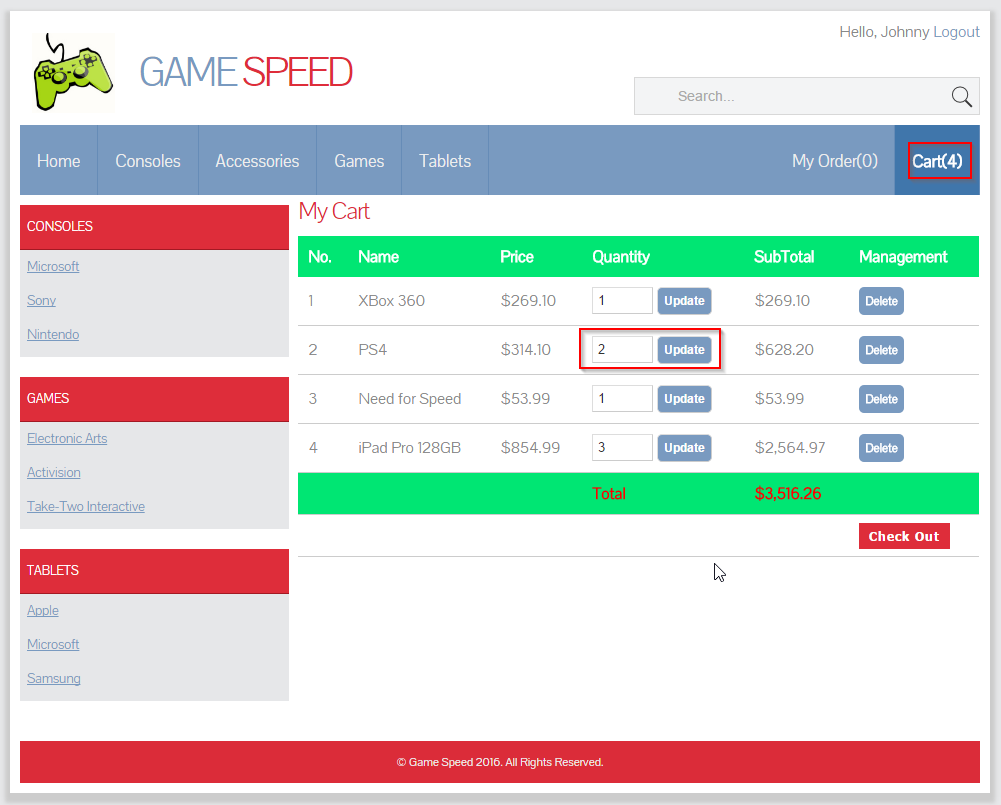 Hello, Johnny Logout
GAME SPEED
Search...
Home Consoles Accessories Games Tablets My Order(0) Cart(4)
CONSOLES
Microsoft
Sony
Nintendo
GAMES
Electronic Arts
Activision
Take-Two Interactive
TABLETS
Apple
Microsoft
Samsung
My Cart
No. Name Price Quantity SubTotal Management
1 XBox 360 $269.10 1 Update $269.10 Delete
2 PS4 $314.10 2 Update $628.20 Delete
3 Need for Speed $53.99 1 Update $53.99 Delete
4 iPad Pro 128GB $854.99 3 Update $2,564.97 Delete
Total $3,516.26
Check Out
© Game Speed 2016. All Rights Reserved.